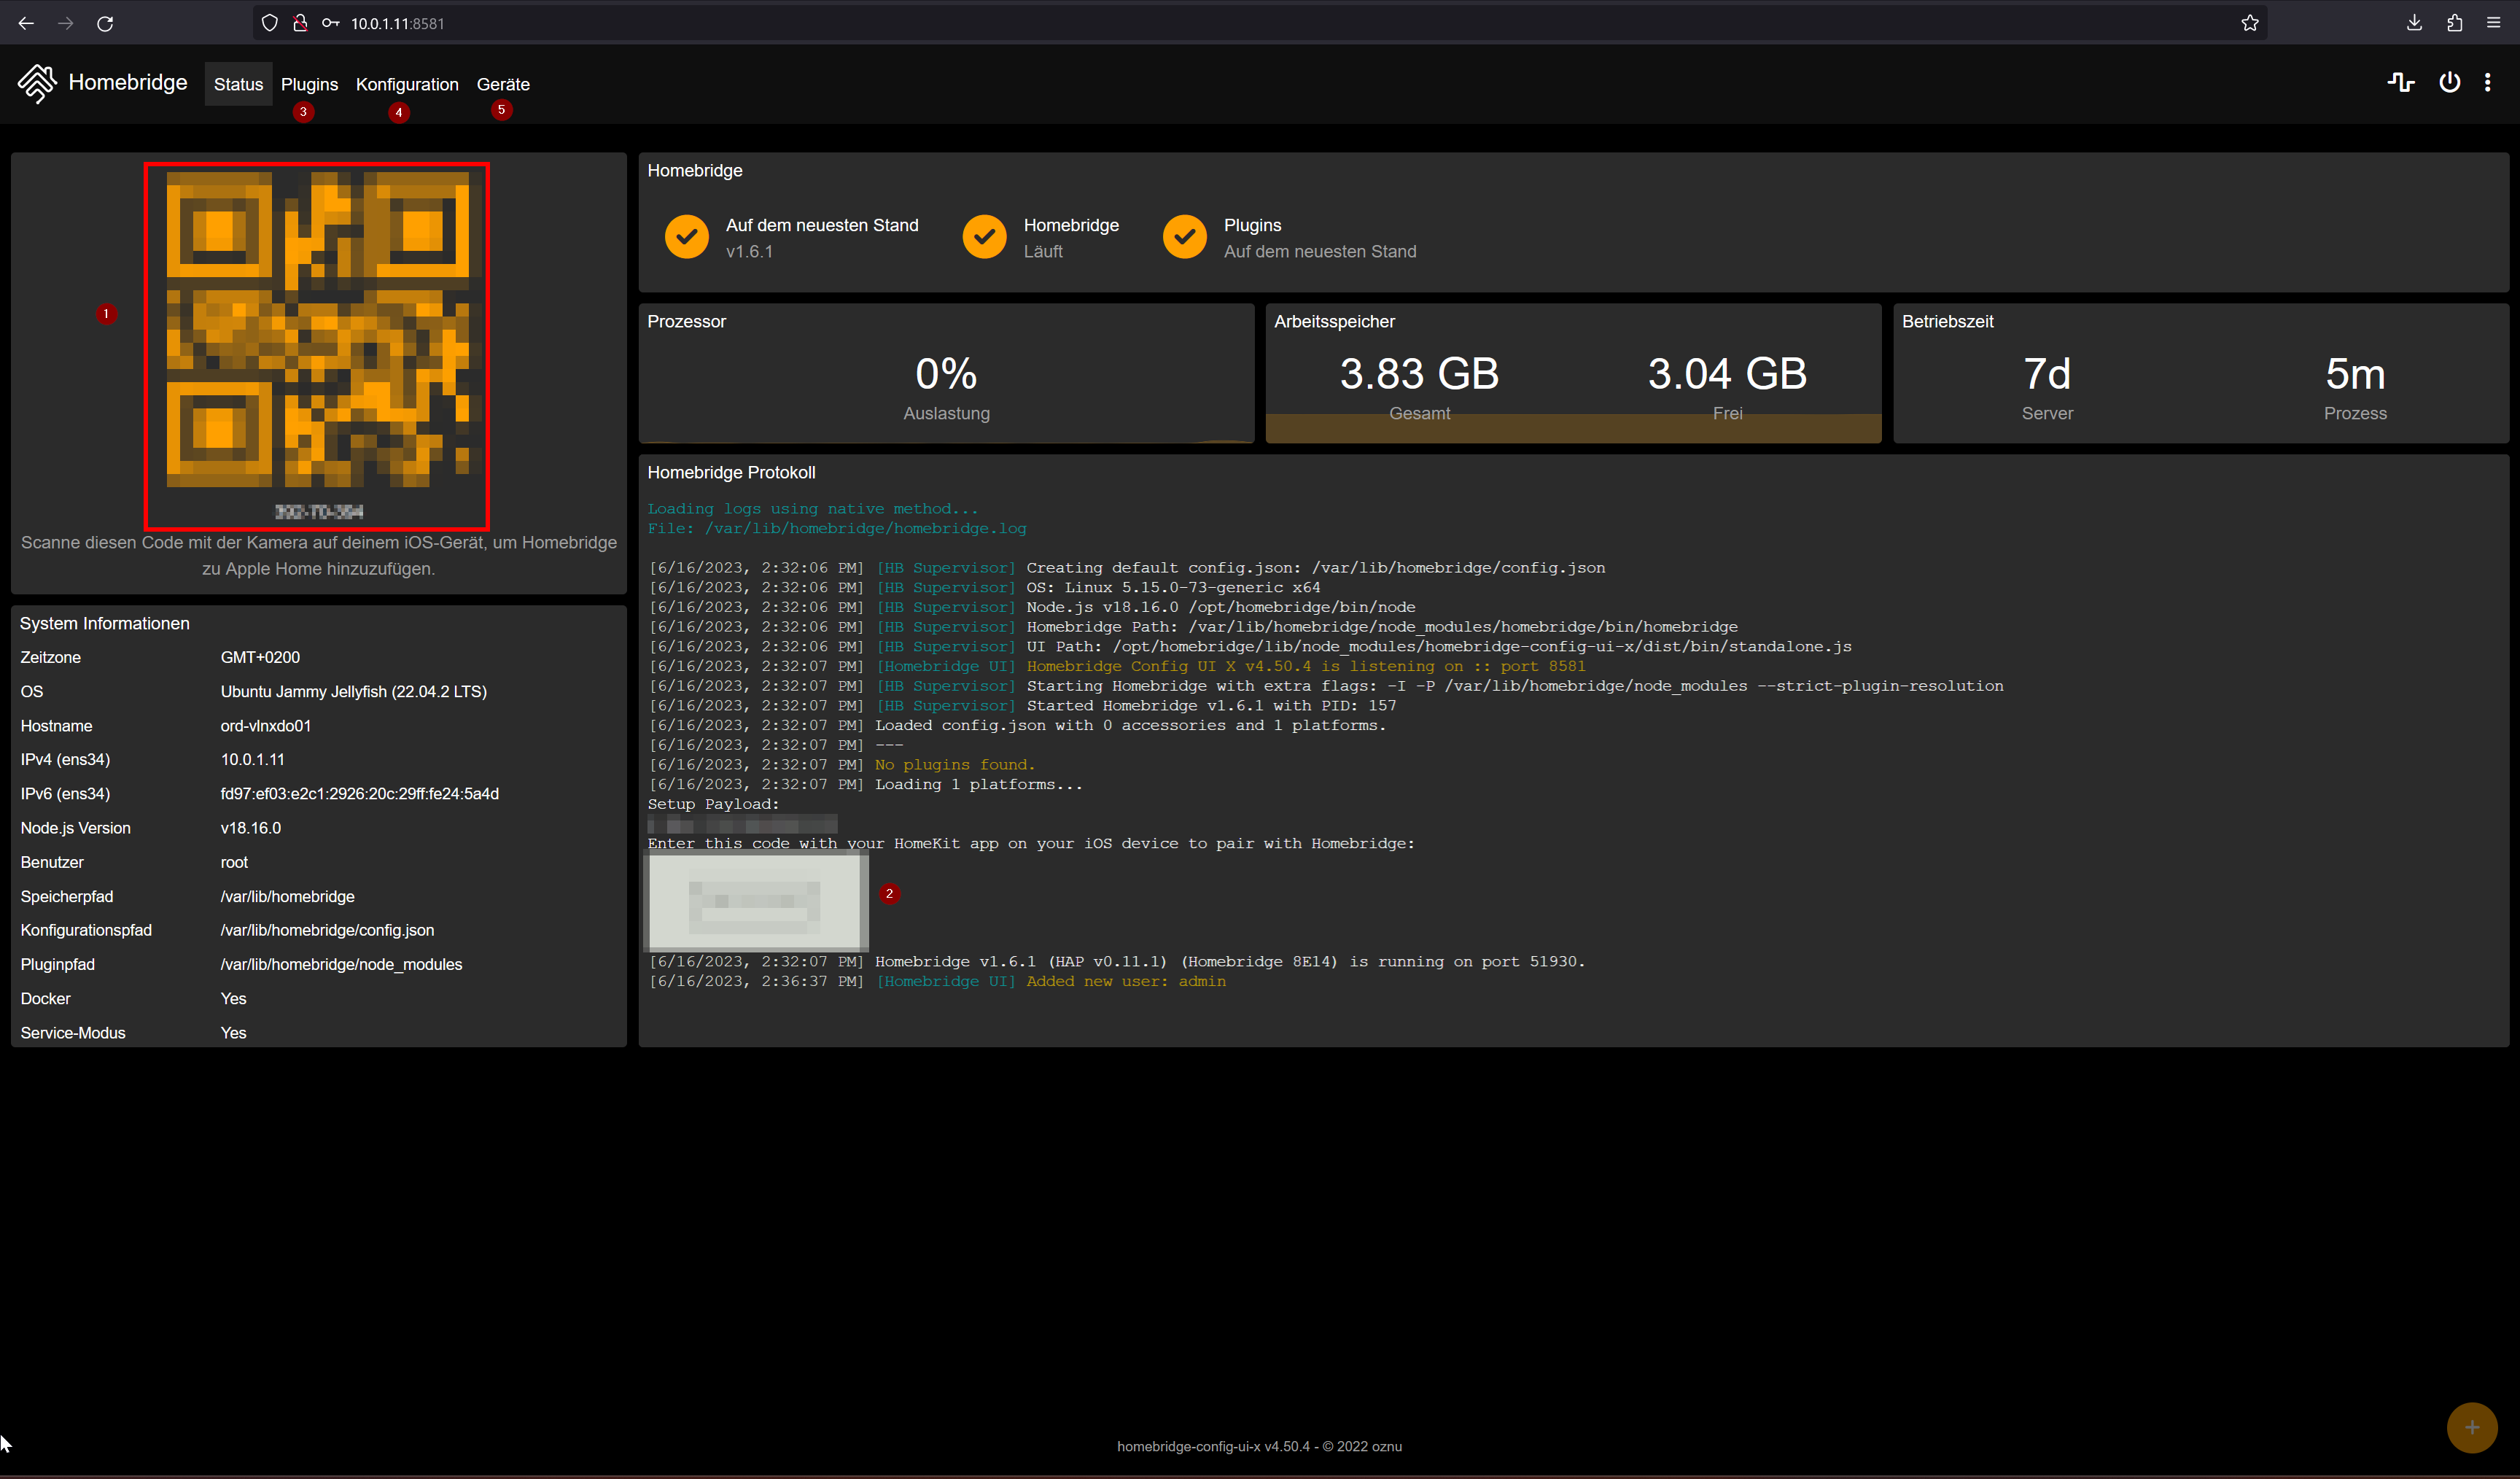 10.0.1.11:8581
Homebridge
Status
Plugins
Konfiguration
Geräte
3
4
5
1
Scanne diesen Code mit der Kamera auf deinem iOS-Gerät, um Homebridge
zu Apple Home hinzuzufügen.
System Informationen
Zeitzone GMT+0200
OS Ubuntu Jammy Jellyfish (22.04.2 LTS)
Hostname ord-vlnxdo01
IPv4 (ens34) 10.0.1.11
IPv6 (ens34) fd97:ef03:e2c1:2926:20c:29ff:fe24:5a4d
Node.js Version v18.16.0
Benutzer root
Speicherpfad /var/lib/homebridge
Konfigurationspfad /var/lib/homebridge/config.json
Pluginpfad /var/lib/homebridge/node_modules
Docker Yes
Service-Modus Yes
Homebridge
Auf dem neuesten Stand
v1.6.1
Homebridge
Läuft
Plugins
Auf dem neuesten Stand
Prozessor
0%
Auslastung
Arbeitsspeicher
3.83 GB
Gesamt
3.04 GB
Frei
Betriebszeit
7d
Server
5m
Prozess
Homebridge Protokoll
Loading logs using native method...
File: /var/lib/homebridge/homebridge.log
[6/16/2023, 2:32:06 PM] [HB Supervisor] Creating default config.json: /var/lib/homebridge/config.json
[6/16/2023, 2:32:06 PM] [HB Supervisor] OS: Linux 5.15.0-73-generic x64
[6/16/2023, 2:32:06 PM] [HB Supervisor] Node.js v18.16.0 /opt/homebridge/bin/node
[6/16/2023, 2:32:06 PM] [HB Supervisor] Homebridge Path: /var/lib/homebridge/node_modules/homebridge/bin/homebridge
[6/16/2023, 2:32:06 PM] [HB Supervisor] UI Path: /opt/homebridge/lib/node_modules/homebridge-config-ui-x/dist/bin/standalone.js
[6/16/2023, 2:32:07 PM] [Homebridge UI] Homebridge Config UI X v4.50.4 is listening on :: port 8581
[6/16/2023, 2:32:07 PM] [HB Supervisor] Starting Homebridge with extra flags: -I -P /var/lib/homebridge/node_modules --strict-plugin-resolution
[6/16/2023, 2:32:07 PM] [HB Supervisor] Started Homebridge v1.6.1 with PID: 157
[6/16/2023, 2:32:07 PM] Loaded config.json with 0 accessories and 1 platforms.
[6/16/2023, 2:32:07 PM] ---
[6/16/2023, 2:32:07 PM] No plugins found.
[6/16/2023, 2:32:07 PM] Loading 1 platforms...
Setup Payload:
Enter this code with your HomeKit app on your iOS device to pair with Homebridge:
2
[6/16/2023, 2:32:07 PM] Homebridge v1.6.1 (HAP v0.11.1) (Homebridge 8E14) is running on port 51930.
[6/16/2023, 2:36:37 PM] [Homebridge UI] Added new user: admin
homebridge-config-ui-x v4.50.4 - © 2022 oznu